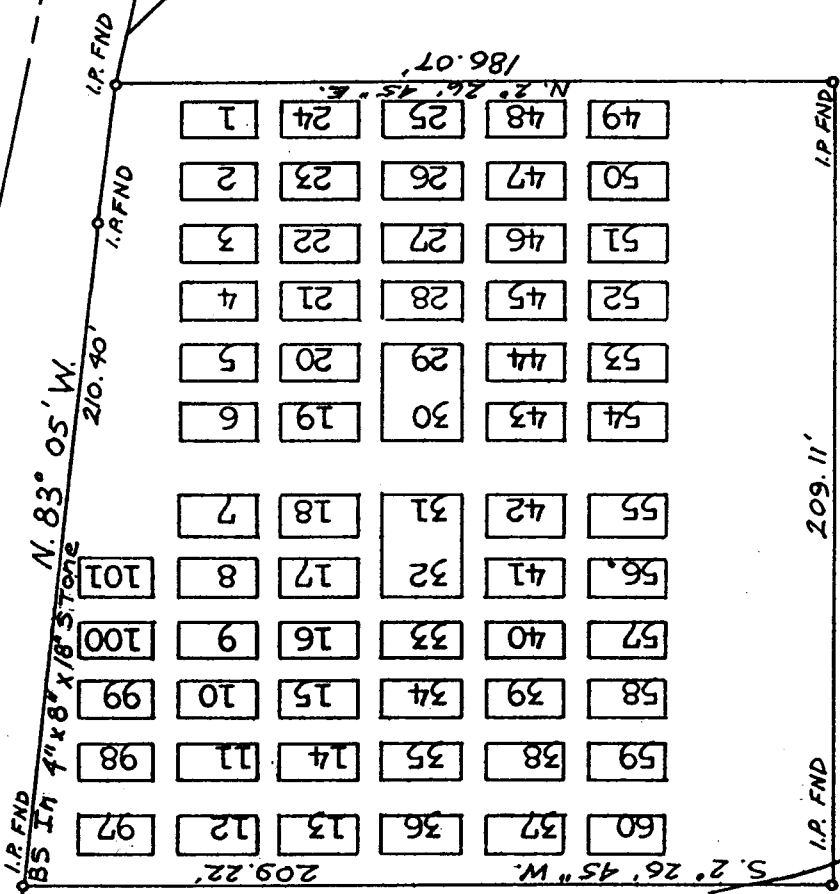 186.07'
N. 2° 26' 45" E.
I.P. FND
I.P. FND
I.P. FND
1 24 25 48 49
2 23 26 47 50
3 22 27 46 51
4 21 28 45 52
5 20 29 44 53
6 19 30 43 54
N. 83° 05' W.
210.40'
209.11'
7 18 31 42 55
101 8 17 32 41 56
100 9 16 33 40 57
99 10 15 34 39 58
98 11 14 35 38 59
97 12 13 36 37 60
BS In 4" x 8" x 18" STone
I.P. FND
I.P. FND
S. 2° 26' 45" W.
209.22'